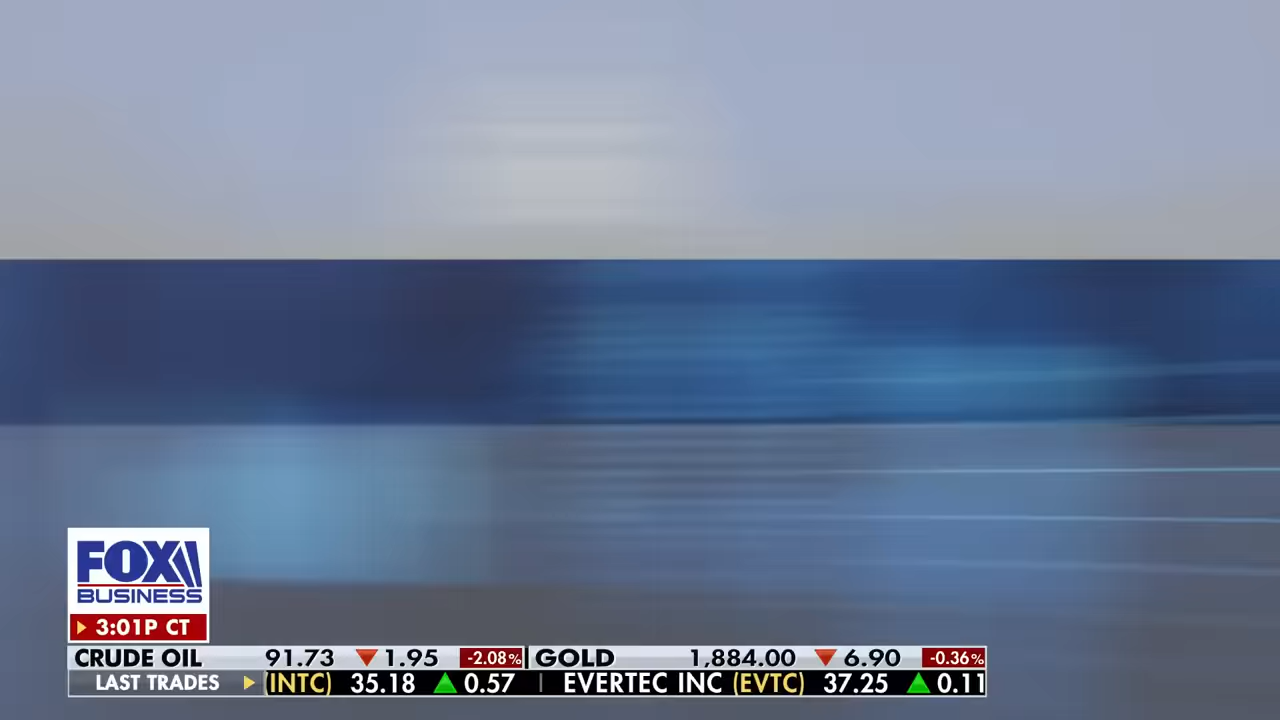 FOX
BUSINESS
3:01P CT
CRUDE OIL 91.73 ▼ 1.95 -2.08% GOLD 1,884.00 ▼ 6.90 -0.36%
LAST TRADES (INTC) 35.18 ▲ 0.57 | EVERTEC INC (EVTC) 37.25 ▲ 0.11